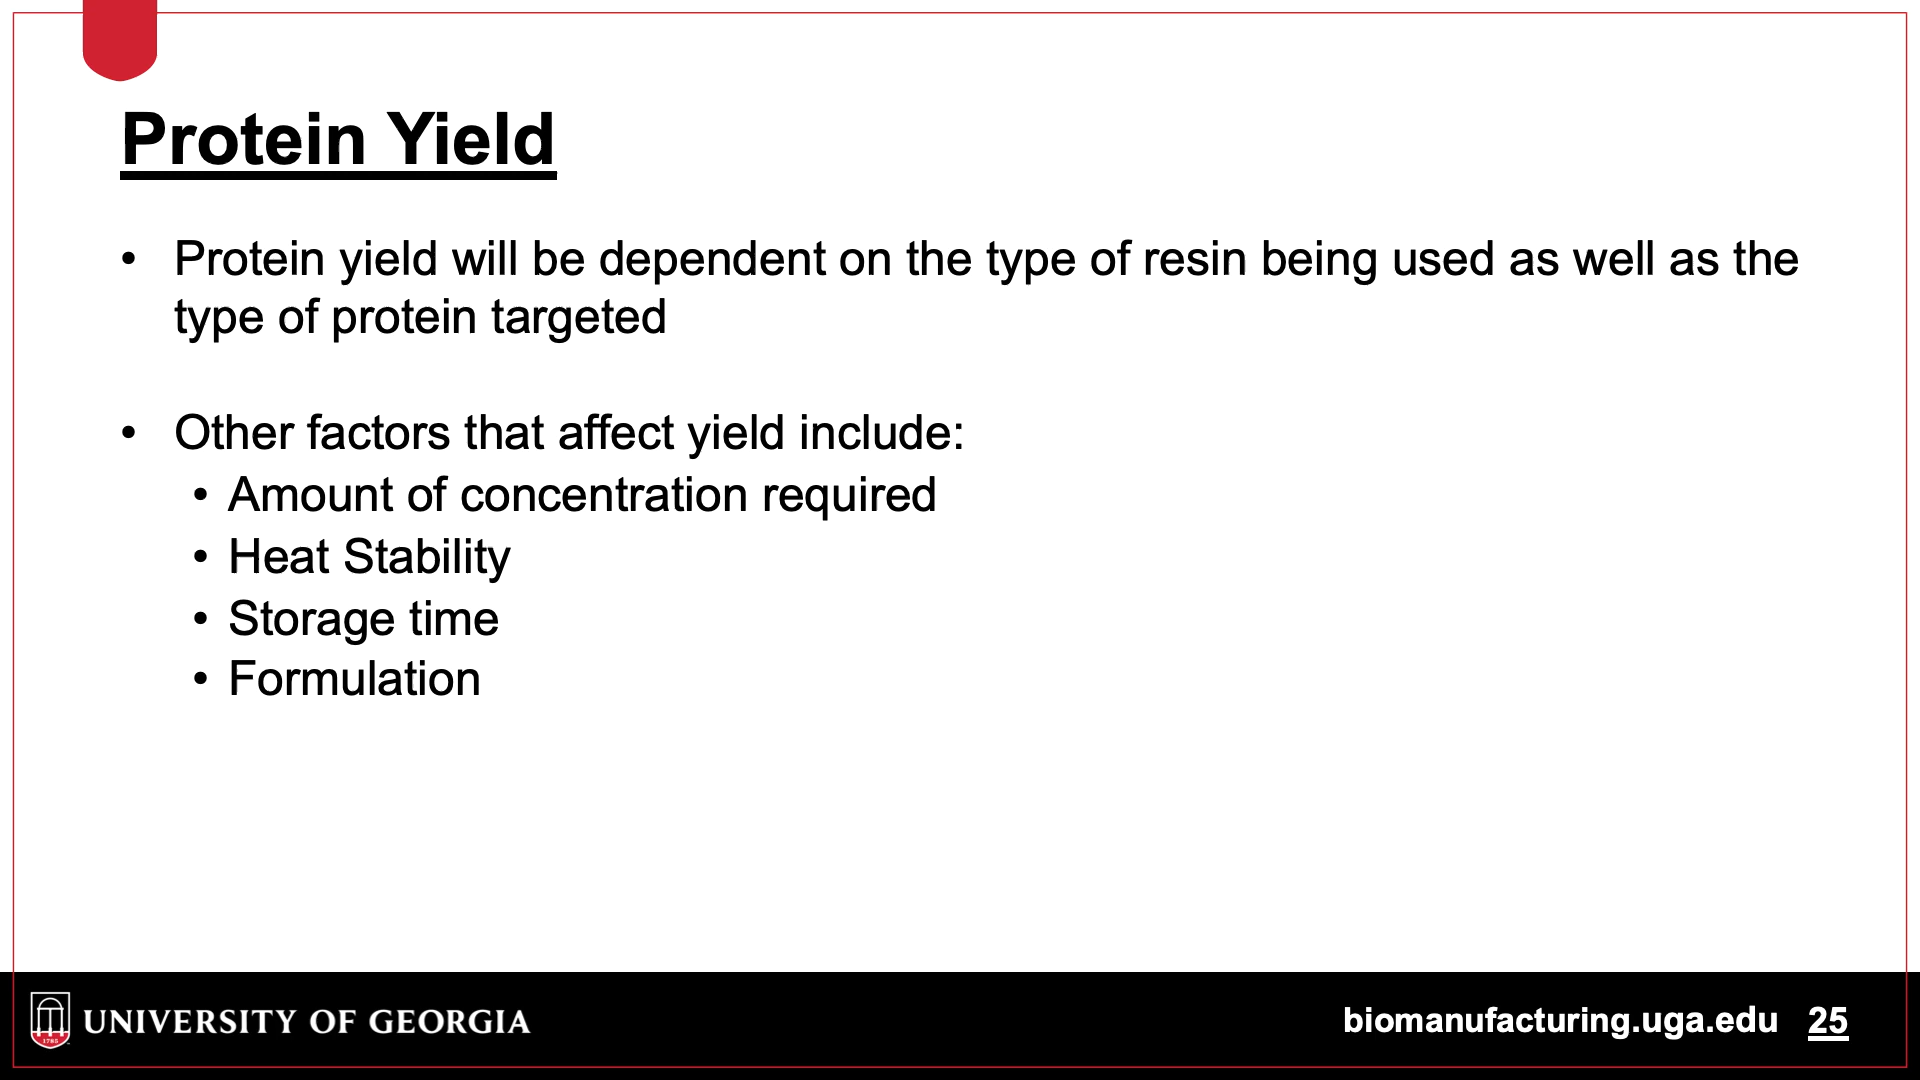 Protein Yield
• Protein yield will be dependent on the type of resin being used as well as the
type of protein targeted
• Other factors that affect yield include:
• Amount of concentration required
• Heat Stability
• Storage time
• Formulation
1785
UNIVERSITY OF GEORGIA
biomanufacturing.uga.edu 25